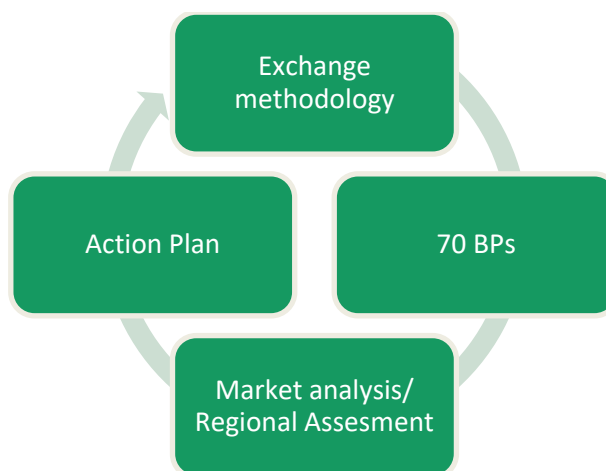 Exchange
methodology
Action Plan
70 BPs
Market analysis/
Regional Assesment